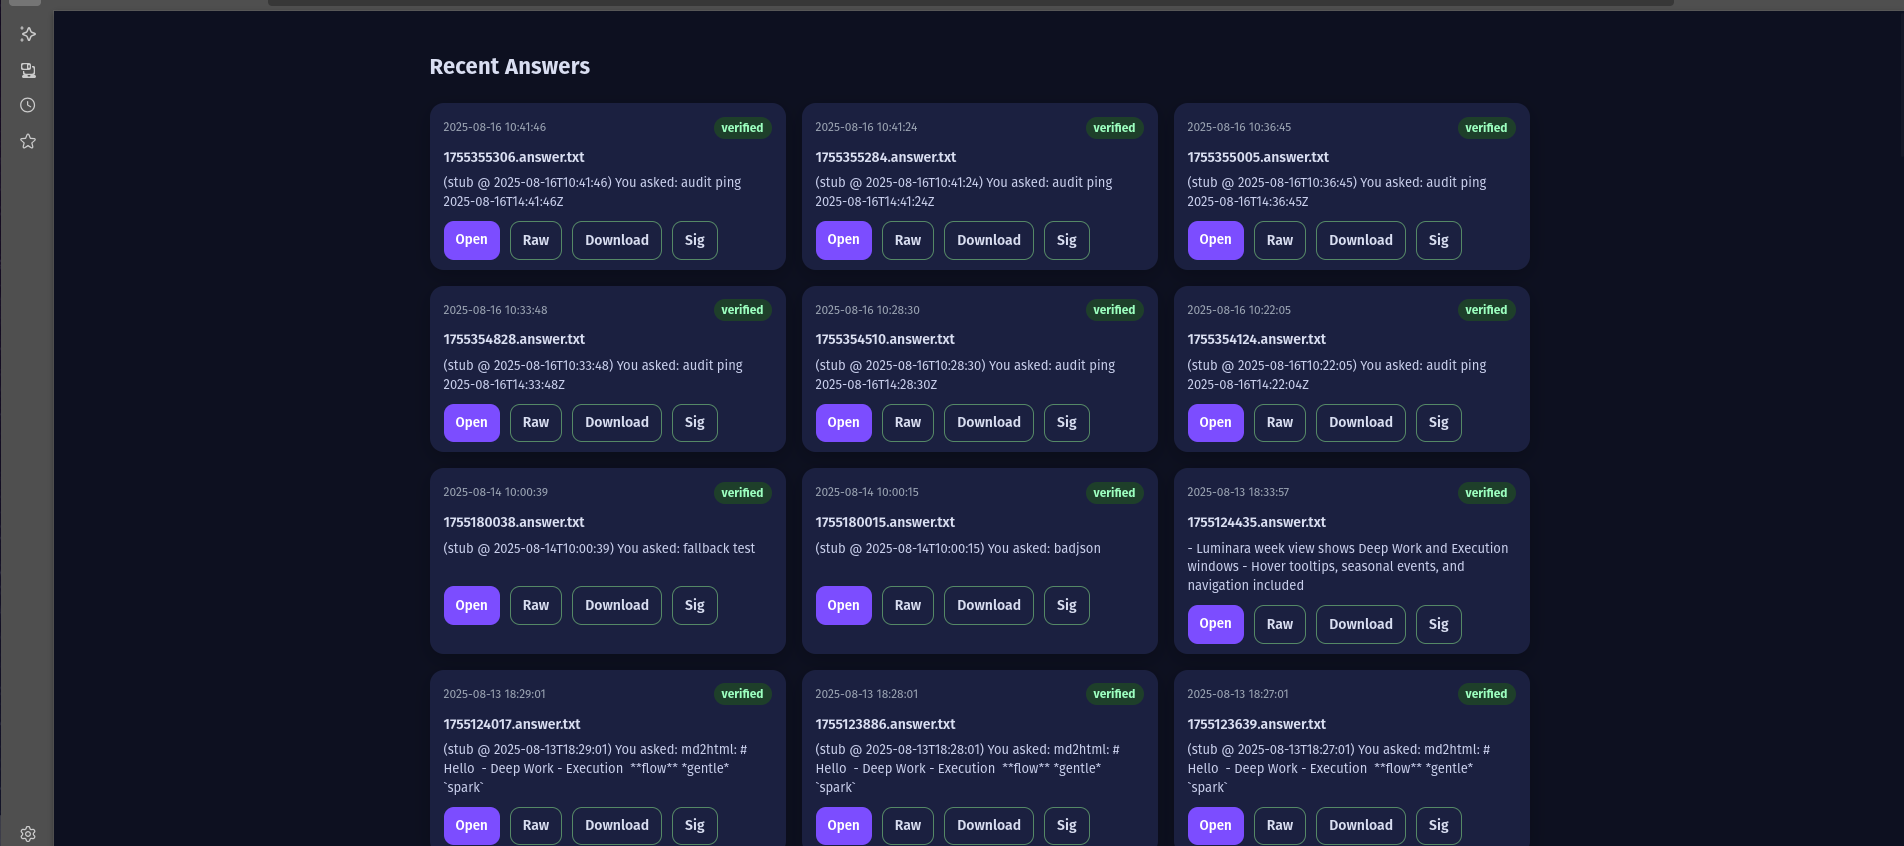 Recent Answers
2025-08-16 10:41:46 verified
1755355306.answer.txt
(stub @ 2025-08-16T10:41:46) You asked: audit ping
2025-08-16T14:41:46Z
Open Raw Download Sig
2025-08-16 10:41:24 verified
1755355284.answer.txt
(stub @ 2025-08-16T10:41:24) You asked: audit ping
2025-08-16T14:41:24Z
Open Raw Download Sig
2025-08-16 10:36:45 verified
1755355005.answer.txt
(stub @ 2025-08-16T10:36:45) You asked: audit ping
2025-08-16T14:36:45Z
Open Raw Download Sig
2025-08-16 10:33:48 verified
1755354828.answer.txt
(stub @ 2025-08-16T10:33:48) You asked: audit ping
2025-08-16T14:33:48Z
Open Raw Download Sig
2025-08-16 10:28:30 verified
1755354510.answer.txt
(stub @ 2025-08-16T10:28:30) You asked: audit ping
2025-08-16T14:28:30Z
Open Raw Download Sig
2025-08-16 10:22:05 verified
1755354124.answer.txt
(stub @ 2025-08-16T10:22:05) You asked: audit ping
2025-08-16T14:22:04Z
Open Raw Download Sig
2025-08-14 10:00:39 verified
1755180038.answer.txt
(stub @ 2025-08-14T10:00:39) You asked: fallback test
Open Raw Download Sig
2025-08-14 10:00:15 verified
1755180015.answer.txt
(stub @ 2025-08-14T10:00:15) You asked: badjson
Open Raw Download Sig
2025-08-13 18:33:57 verified
1755124435.answer.txt
- Luminara week view shows Deep Work and Execution
windows - Hover tooltips, seasonal events, and
navigation included
Open Raw Download Sig
2025-08-13 18:29:01 verified
1755124017.answer.txt
(stub @ 2025-08-13T18:29:01) You asked: md2html: #
Hello - Deep Work - Execution **flow** *gentle*
`spark`
Open Raw Download Sig
2025-08-13 18:28:01 verified
1755123886.answer.txt
(stub @ 2025-08-13T18:28:01) You asked: md2html: #
Hello - Deep Work - Execution **flow** *gentle*
`spark`
Open Raw Download Sig
2025-08-13 18:27:01 verified
1755123639.answer.txt
(stub @ 2025-08-13T18:27:01) You asked: md2html: #
Hello - Deep Work - Execution **flow** *gentle*
`spark`
Open Raw Download Sig